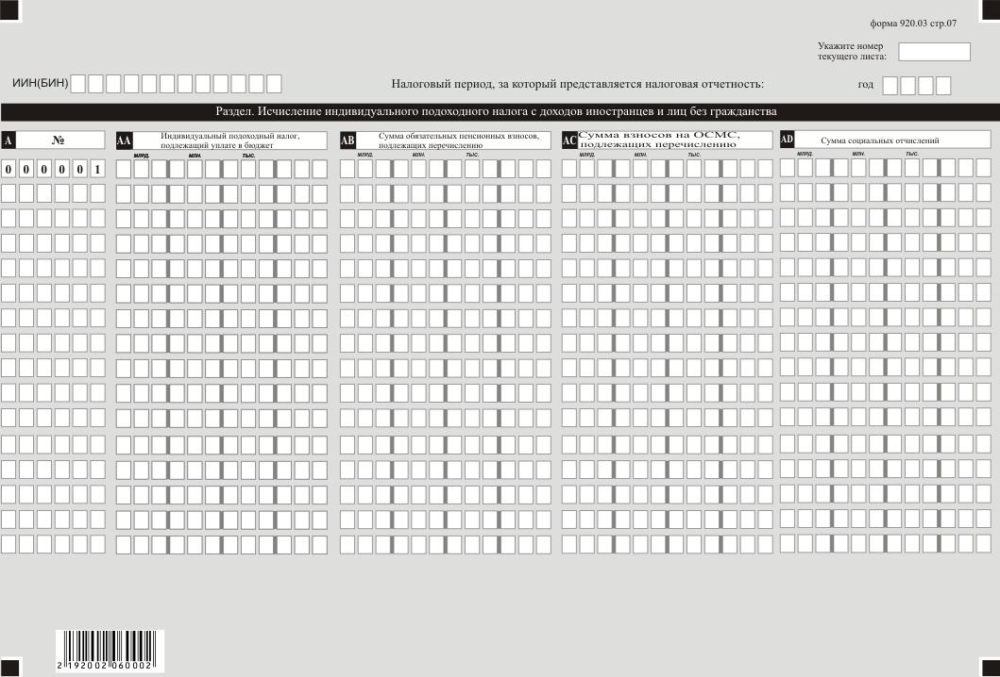 форма 920.03 стр.07
Укажите номер
текущего листа:
ИИН(БИН)
Налоговый период, за который представляется налоговая отчетность:
год
Раздел. Исчисление индивидуального подоходного налога с доходов иностранцев и лиц без гражданства
A №
AA Индивидуальный подоходный налог,
подлежащий уплате в бюджет
AB Сумма обязательных пенсионных взносов,
подлежащих перечислению
AC Сумма взносов на ОСМС,
подлежащих перечислению
AD Сумма социальных отчислений
МЛРД. МЛН. ТЫС. МЛРД. МЛН. ТЫС. МЛРД. МЛН. ТЫС. МЛРД. МЛН. ТЫС.
0 0 0 0 0 1
2 192002 060002